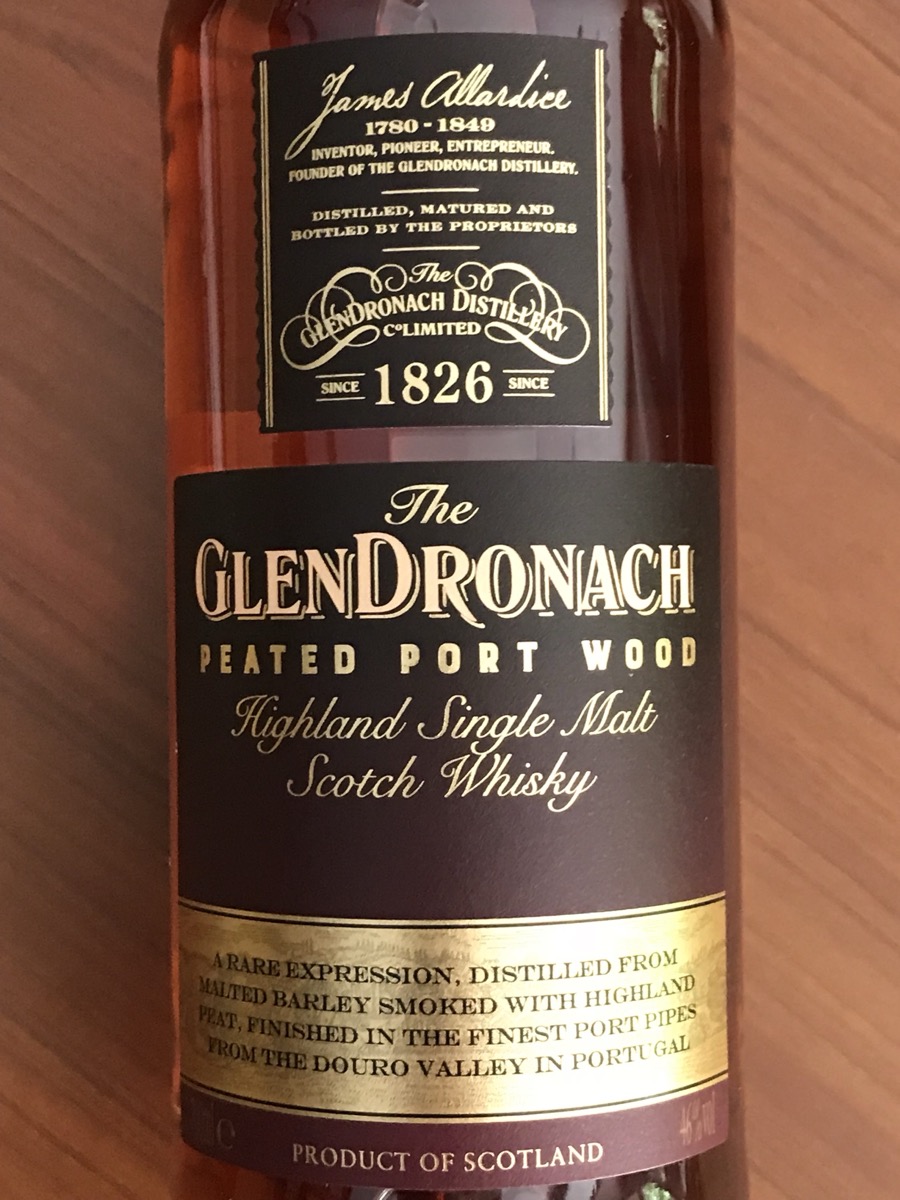 James Allardice
1780 - 1849
INVENTOR, PIONEER, ENTREPRENEUR.
FOUNDER OF THE GLENDRONACH DISTILLERY.
DISTILLED, MATURED AND
BOTTLED BY THE PROPRIETORS
The
GLENDRONACH DISTILLERY
Co LIMITED
SINCE 1826 SINCE
The
GLENDRONACH
PEATED PORT WOOD
Highland Single Malt
Scotch Whisky
A RARE EXPRESSION, DISTILLED FROM
MALTED BARLEY SMOKED WITH HIGHLAND
PEAT, FINISHED IN THE FINEST PORT PIPES
FROM THE DOURO VALLEY IN PORTUGAL
46% vol
PRODUCT OF SCOTLAND